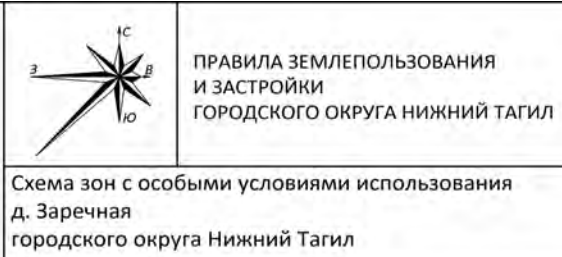 С
З
В
Ю
ПРАВИЛА ЗЕМЛЕПОЛЬЗОВАНИЯ
И ЗАСТРОЙКИ
ГОРОДСКОГО ОКРУГА НИЖНИЙ ТАГИЛ
Схема зон с особыми условиями использования
д. Заречная
городского округа Нижний Тагил